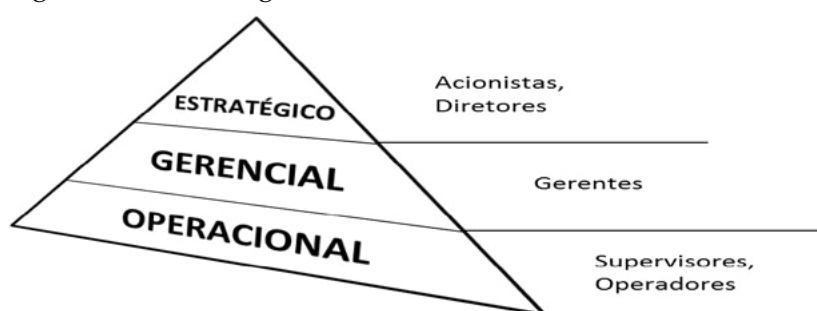 ESTRATÉGICO
Acionistas,
Diretores
GERENCIAL
Gerentes
OPERACIONAL
Supervisores,
Operadores